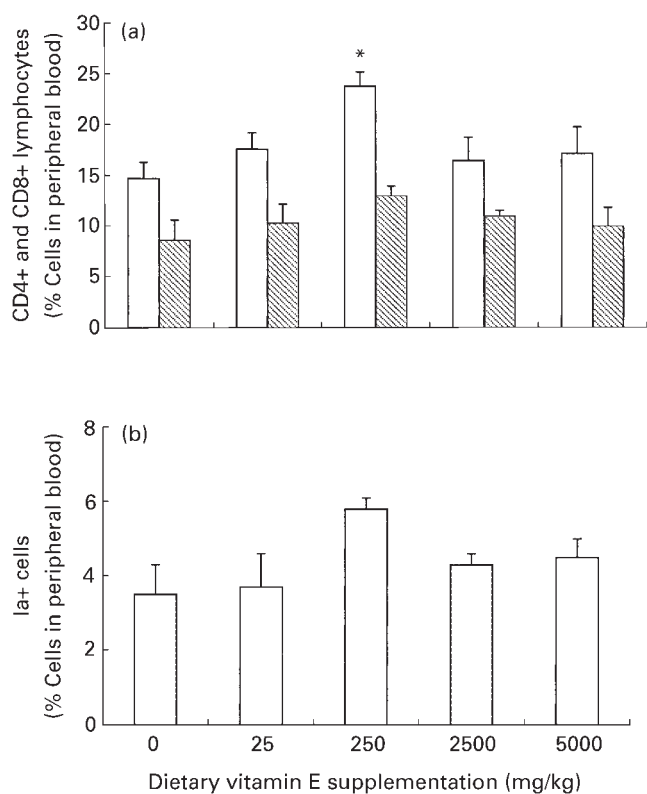 (a)
CD4+ and CD8+ lymphocytes
(% Cells in peripheral blood)
30
25
20
15
10
5
0
*
(b)
Ia+ cells
(% Cells in peripheral blood)
8
6
4
2
0
0 25 250 2500 5000
Dietary vitamin E supplementation (mg/kg)